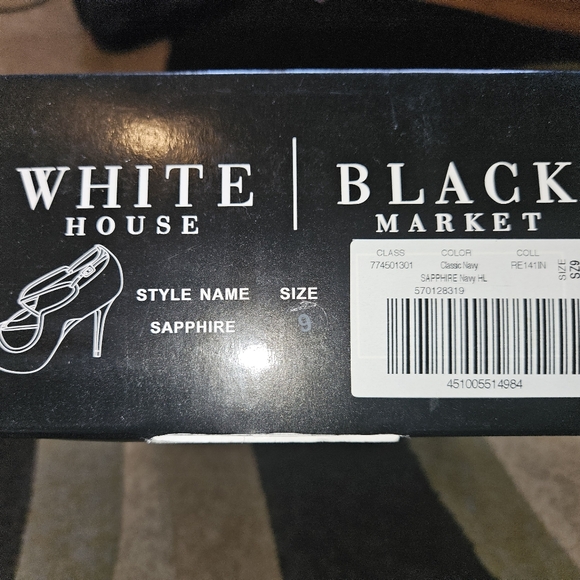 WHITE | BLACK
HOUSE MARKET
STYLE NAME SIZE
SAPPHIRE 9
CLASS COLOR COLL
774501301 Classic Navy RE141IN
SAPPHIRE Navy HL
570128319
SIZE
451005514984